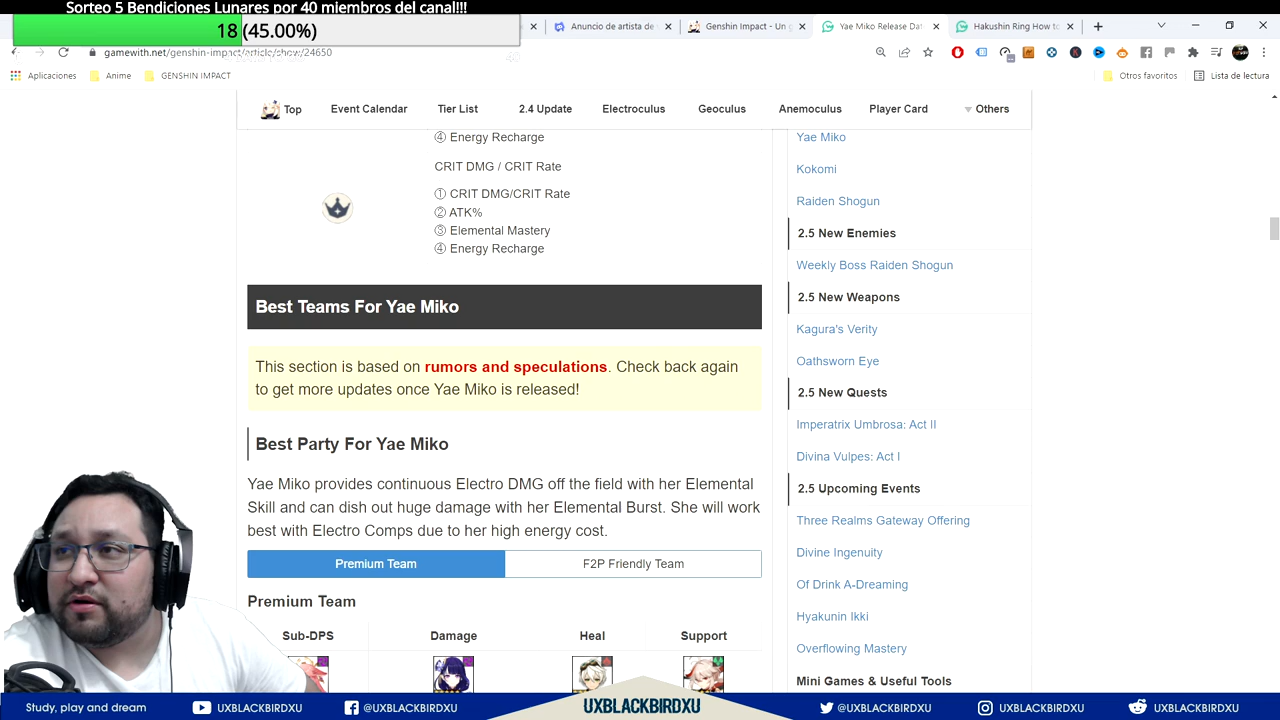 Sorteo 5 Bendiciones Lunares por 40 miembros del canal!!!
18 (45.00%)
Anuncio de artista de
Genshin Impact - Un g
Yae Miko Release Dat
Hakushin Ring How to
gamewith.net/genshin-impact/article/show/24650
Aplicaciones
Anime
GENSHIN IMPACT
Otros favoritos
Lista de lectura
Top
Event Calendar
Tier List
2.4 Update
Electroculus
Geoculus
Anemoculus
Player Card
Others
④ Energy Recharge
CRIT DMG / CRIT Rate
① CRIT DMG/CRIT Rate
② ATK%
③ Elemental Mastery
④ Energy Recharge
Best Teams For Yae Miko
This section is based on rumors and speculations. Check back again
to get more updates once Yae Miko is released!
Best Party For Yae Miko
Yae Miko provides continuous Electro DMG off the field with her Elemental
Skill and can dish out huge damage with her Elemental Burst. She will work
best with Electro Comps due to her high energy cost.
Premium Team
F2P Friendly Team
Premium Team
Sub-DPS
Damage
Heal
Support
Yae Miko
Kokomi
Raiden Shogun
2.5 New Enemies
Weekly Boss Raiden Shogun
2.5 New Weapons
Kagura's Verity
Oathsworn Eye
2.5 New Quests
Imperatrix Umbrosa: Act II
Divina Vulpes: Act I
2.5 Upcoming Events
Three Realms Gateway Offering
Divine Ingenuity
Of Drink A-Dreaming
Hyakunin Ikki
Overflowing Mastery
Mini Games & Useful Tools
Study, play and dream
UXBLACKBIRDXU
@UXBLACKBIRDXU
UXBLACKBIRDXU
@UXBLACKBIRDXU
UXBLACKBIRDXU
UXBLACKBIRDXU